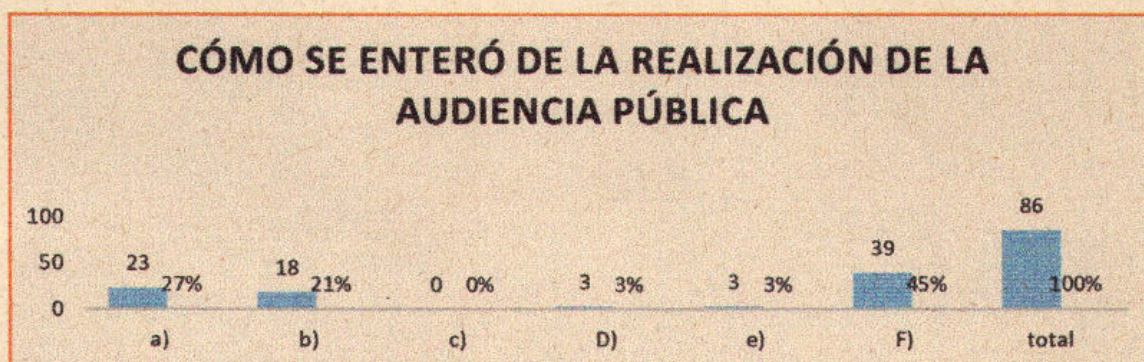 CÓMO SE ENTERÓ DE LA REALIZACIÓN DE LA
AUDIENCIA PÚBLICA
86
100
39
50 23 18
27% 21% 0 0% 3 3% 3 3% 45% 100%
0
a) b) c) D) e) F) total